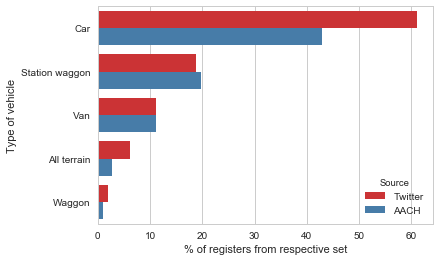 Type of vehicle
Car
Station waggon
Van
All terrain
Waggon
Source
Twitter
AACH
0 10 20 30 40 50 60
% of registers from respective set